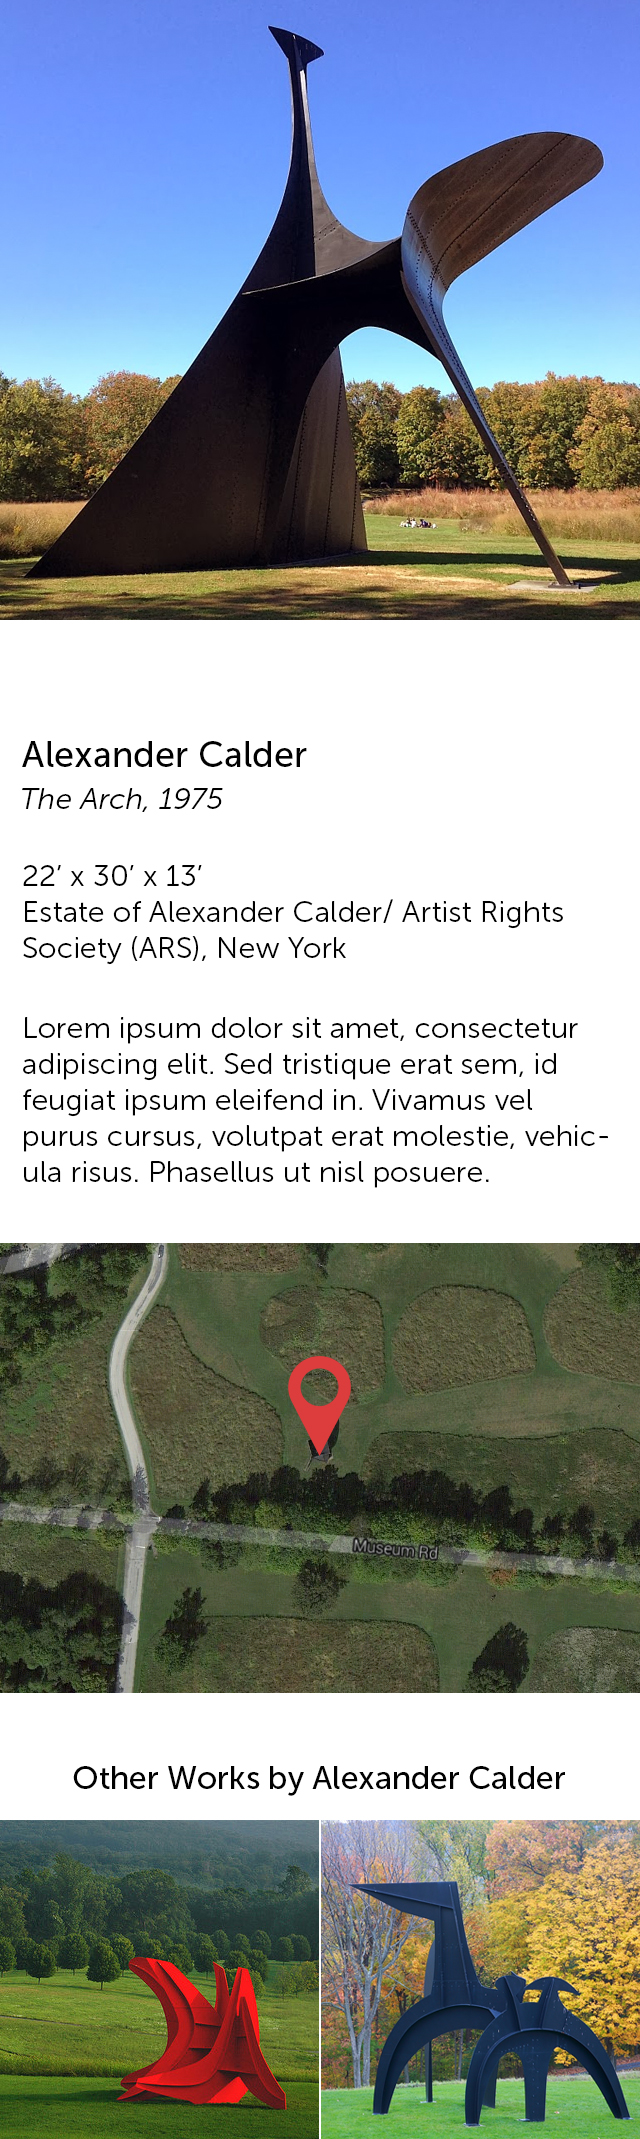 Alexander Calder
The Arch, 1975
22’ x 30’ x 13’
Estate of Alexander Calder/ Artist Rights
Society (ARS), New York
Lorem ipsum dolor sit amet, consectetur
adipiscing elit. Sed tristique erat sem, id
feugiat ipsum eleifend in. Vivamus vel
purus cursus, volutpat erat molestie, vehic-
ula risus. Phasellus ut nisl posuere.
Museum Rd
Other Works by Alexander Calder